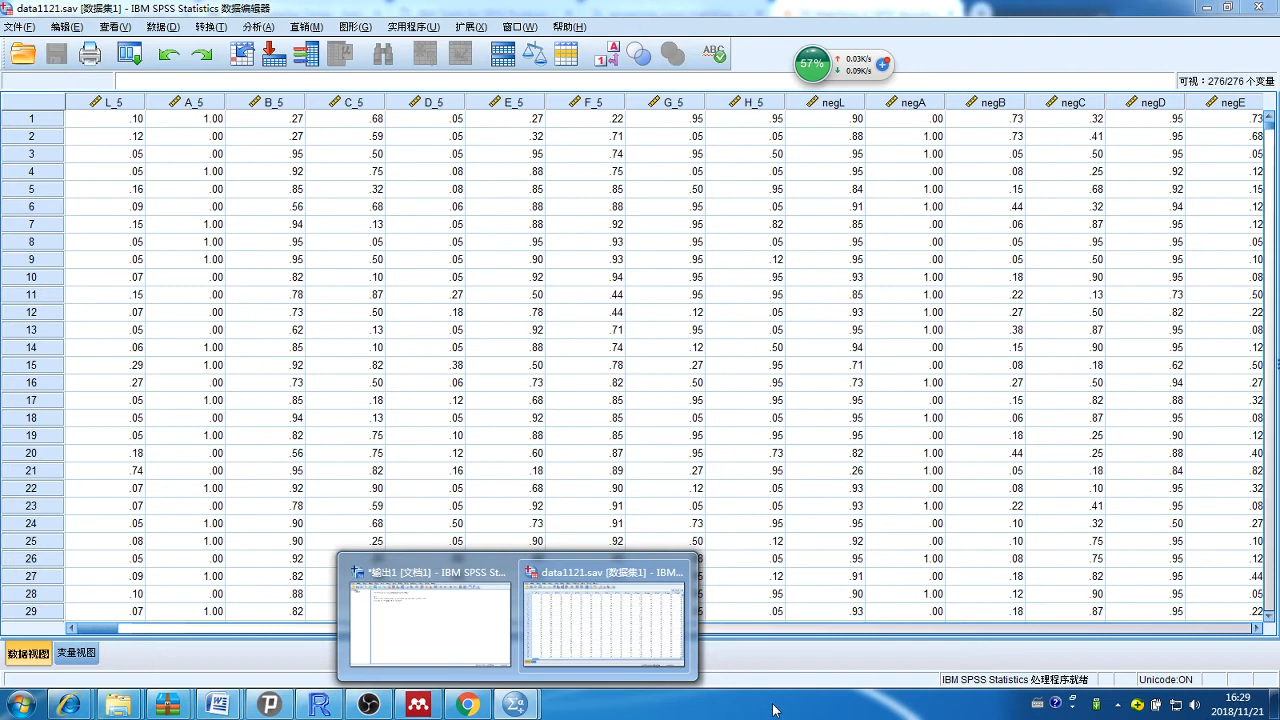 data1121.sav [数据集1] - IBM SPSS Statistics 数据编辑器
文件(F) 编辑(E) 查看(V) 数据(D) 转换(T) 分析(A) 直销(M) 图形(G) 实用程序(U) 扩展(X) 窗口(W) 帮助(H)
57% 0.03K/s
0.09K/s
可视：276/276 个变量
L_5 A_5 B_5 C_5 D_5 E_5 F_5 G_5 H_5 negL negA negB negC negD negE
1 .10 1.00 .27 .68 .05 .27 .22 .95 .95 .90 .00 .73 .32 .95 .73
2 .12 .00 .27 .59 .05 .32 .71 .05 .05 .88 1.00 .73 .41 .95 .68
3 .05 .00 .95 .50 .05 .95 .74 .95 .50 .95 1.00 .05 .50 .95 .05
4 .05 1.00 .92 .75 .08 .88 .75 .05 .05 .95 .00 .08 .25 .92 .12
5 .16 .00 .85 .32 .08 .85 .85 .50 .95 .84 1.00 .15 .68 .92 .15
6 .09 .00 .56 .68 .06 .88 .88 .95 .05 .91 1.00 .44 .32 .94 .12
7 .15 1.00 .94 .13 .05 .88 .92 .95 .82 .85 .00 .06 .87 .95 .12
8 .05 1.00 .95 .05 .05 .95 .93 .95 .05 .95 .00 .05 .95 .95 .05
9 .05 1.00 .95 .50 .05 .90 .93 .95 .12 .95 .00 .05 .50 .95 .10
10 .07 1.00 .82 .10 .05 .92 .94 .95 .95 .93 .00 .18 .90 .95 .08
11 .15 .00 .78 .87 .27 .50 .44 .95 .95 .85 1.00 .22 .13 .73 .50
12 .07 .00 .73 .50 .18 .78 .44 .12 .05 .93 1.00 .27 .50 .82 .22
13 .05 .00 .62 .13 .05 .92 .71 .95 .05 .95 1.00 .38 .87 .95 .08
14 .06 1.00 .85 .10 .05 .88 .74 .12 .50 .94 .00 .15 .90 .95 .12
15 .29 1.00 .92 .82 .38 .50 .78 .27 .95 .71 .00 .08 .18 .62 .50
16 .27 .00 .73 .50 .06 .73 .82 .50 .95 .73 1.00 .27 .50 .94 .27
17 .05 1.00 .85 .18 .12 .68 .85 .95 .05 .95 .00 .15 .82 .88 .32
18 .05 .00 .94 .13 .05 .92 .85 .05 .05 .95 1.00 .06 .87 .95 .08
19 .05 1.00 .82 .75 .10 .88 .85 .95 .95 .95 .00 .18 .25 .90 .12
20 .18 .00 .56 .75 .12 .60 .87 .95 .73 .82 1.00 .44 .25 .88 .40
21 .74 .00 .95 .82 .16 .18 .89 .27 .95 .26 1.00 .05 .18 .84 .82
22 .07 1.00 .92 .90 .05 .68 .90 .12 .05 .93 .00 .08 .10 .95 .32
23 .07 .00 .78 .59 .05 .92 .91 .05 .05 .93 1.00 .22 .41 .95 .08
24 .05 1.00 .90 .68 .50 .73 .91 .73 .05 .95 .00 .10 .32 .50 .27
25 .08 1.00 .90 .25 .05 .90 .92 .50 .12 .92 .00 .10 .75 .95 .10
26 .05 .00 .92 .05 .95 1.00 .08 .75 .95 .12
27 .09 1.00 .82 .12 .91 .00 .18 .82 .56 .44
28 .10 .00 .88 .95 .90 1.00 .12 .90 .95 .05
29 .07 1.00 .82 .05 .93 .00 .18 .87 .95 .22
*输出1 [文档1] - IBM SPSS St... data1121.sav [数据集1] - IBM...
数据视图 变量视图
IBM SPSS Statistics 处理程序就绪 Unicode:ON
16:29
2018/11/21